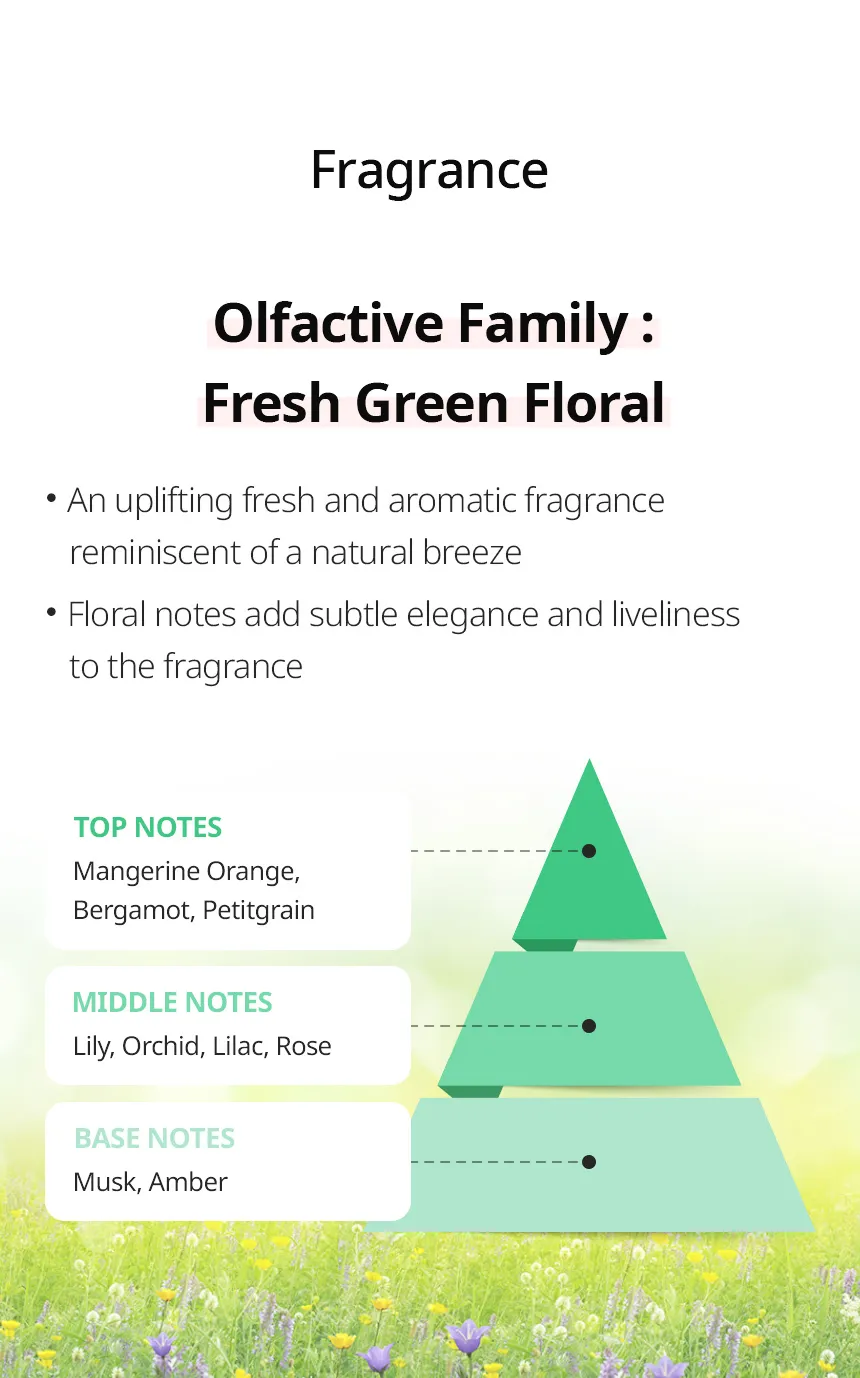 Fragrance
Olfactive Family :
Fresh Green Floral
• An uplifting fresh and aromatic fragrance
reminiscent of a natural breeze
• Floral notes add subtle elegance and liveliness
to the fragrance
TOP NOTES
Mangerine Orange,
Bergamot, Petitgrain
MIDDLE NOTES
Lily, Orchid, Lilac, Rose
BASE NOTES
Musk, Amber